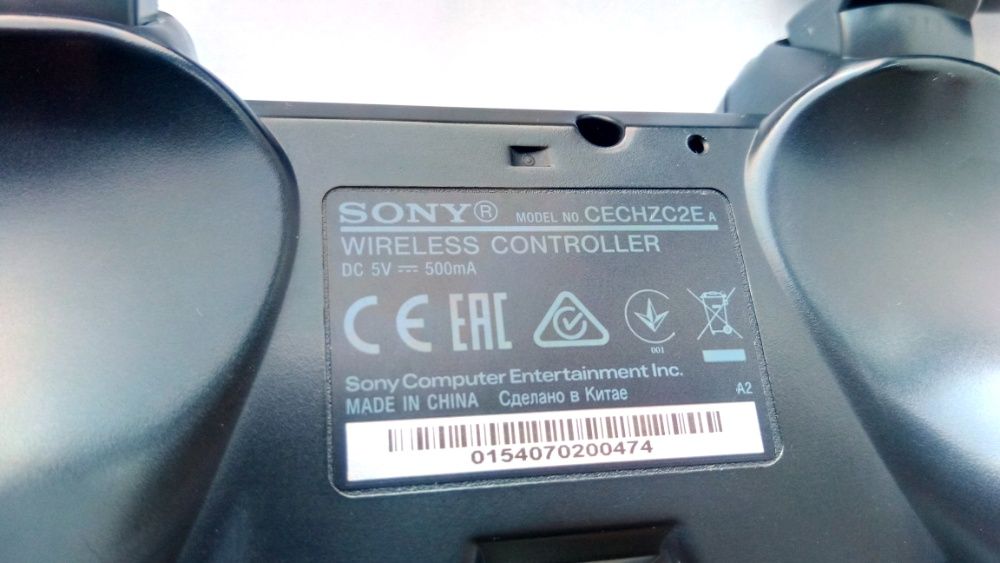 SONY® MODEL NO. CECHZC2E A
WIRELESS CONTROLLER
DC 5V ⎓ 500mA
CE EAC
001
Sony Computer Entertainment Inc.
MADE IN CHINA Сделано в Китае A2
0154070200474